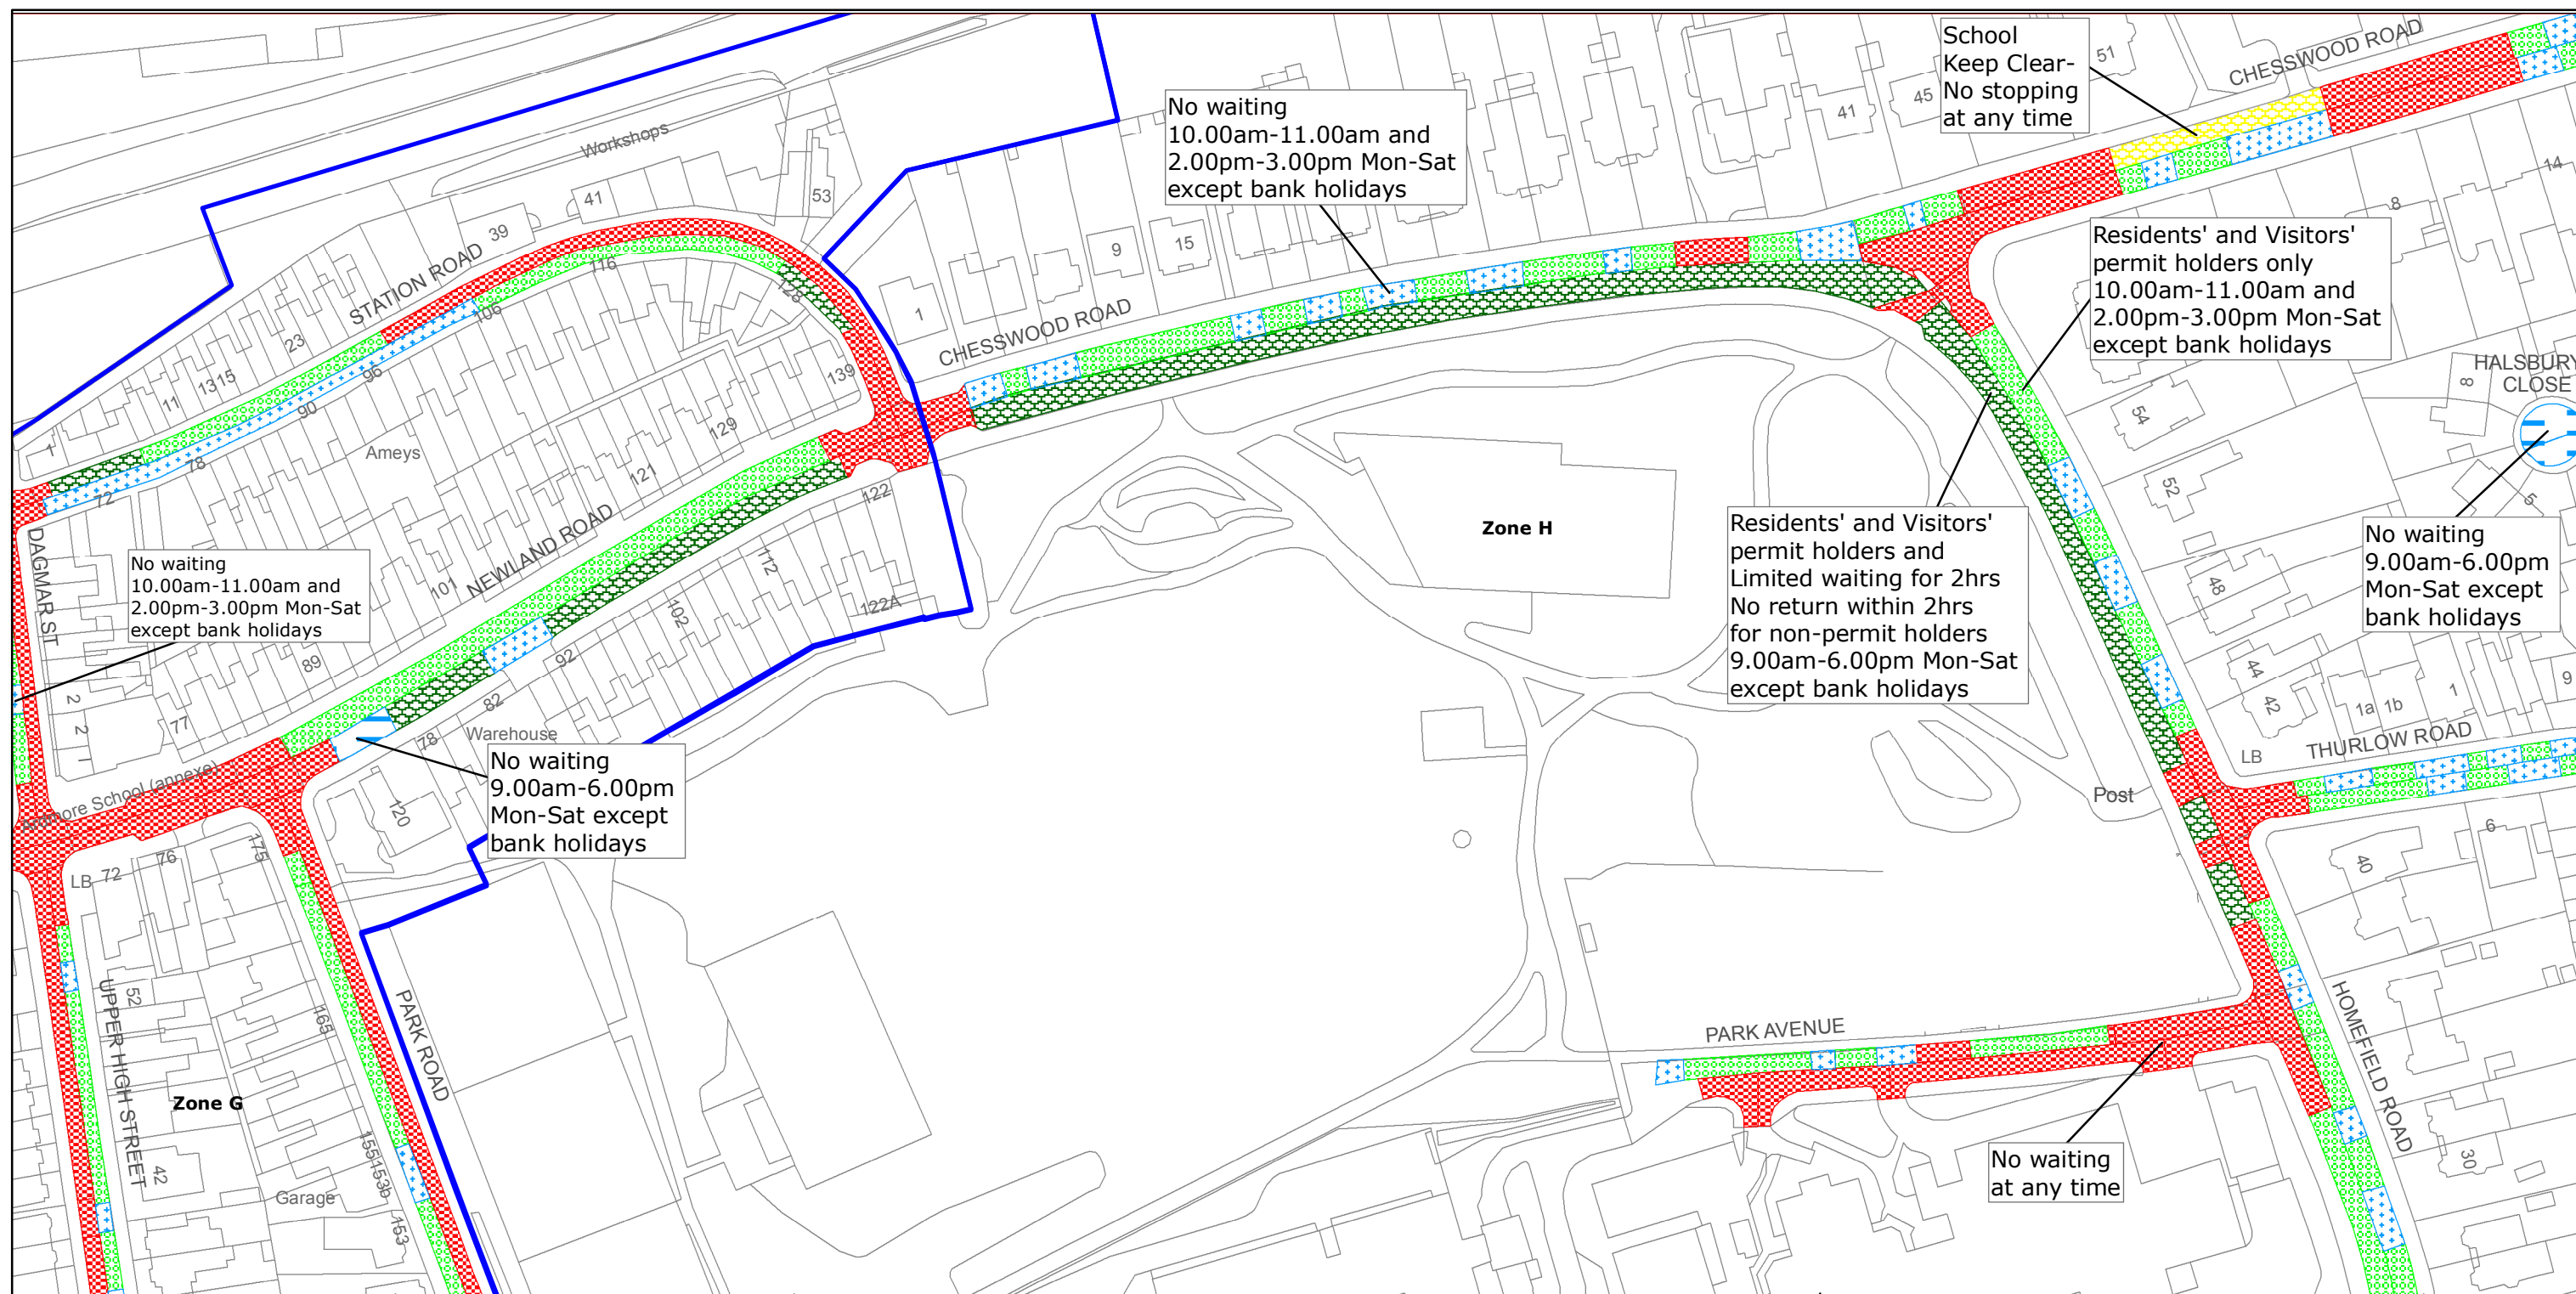 School
Keep Clear-
No stopping
at any time
51
CHESSWOOD ROAD
No waiting
10.00am-11.00am and
2.00pm-3.00pm Mon-Sat
except bank holidays
41
45
Workshops
53
41
39
STATION ROAD
116
106
128
23
1315
11
1
96
90
78
72
Ameys
1
9
15
CHESSWOOD ROAD
14
8
Residents' and Visitors'
permit holders only
10.00am-11.00am and
2.00pm-3.00pm Mon-Sat
except bank holidays
HALSBURY
CLOSE
8
5
54
52
48
44
42
1a
1b
1
9
139
129
121
NEWLAND ROAD
101
89
77
122
112
122A
102
92
82
78
Warehouse
120
DAGMAR ST
No waiting
10.00am-11.00am and
2.00pm-3.00pm Mon-Sat
except bank holidays
2
2
1
Zone H
Residents' and Visitors'
permit holders and
Limited waiting for 2hrs
No return within 2hrs
for non-permit holders
9.00am-6.00pm Mon-Sat
except bank holidays
No waiting
9.00am-6.00pm
Mon-Sat except
bank holidays
No waiting
9.00am-6.00pm
Mon-Sat except
bank holidays
School (annexe)
LB
THURLOW ROAD
Post
6
40
LB
72
76
175
52
165
UPPER HIGH STREET
PARK ROAD
Zone G
42
Garage
155
153b
153
PARK AVENUE
HOMEFIELD ROAD
30
No waiting
at any time